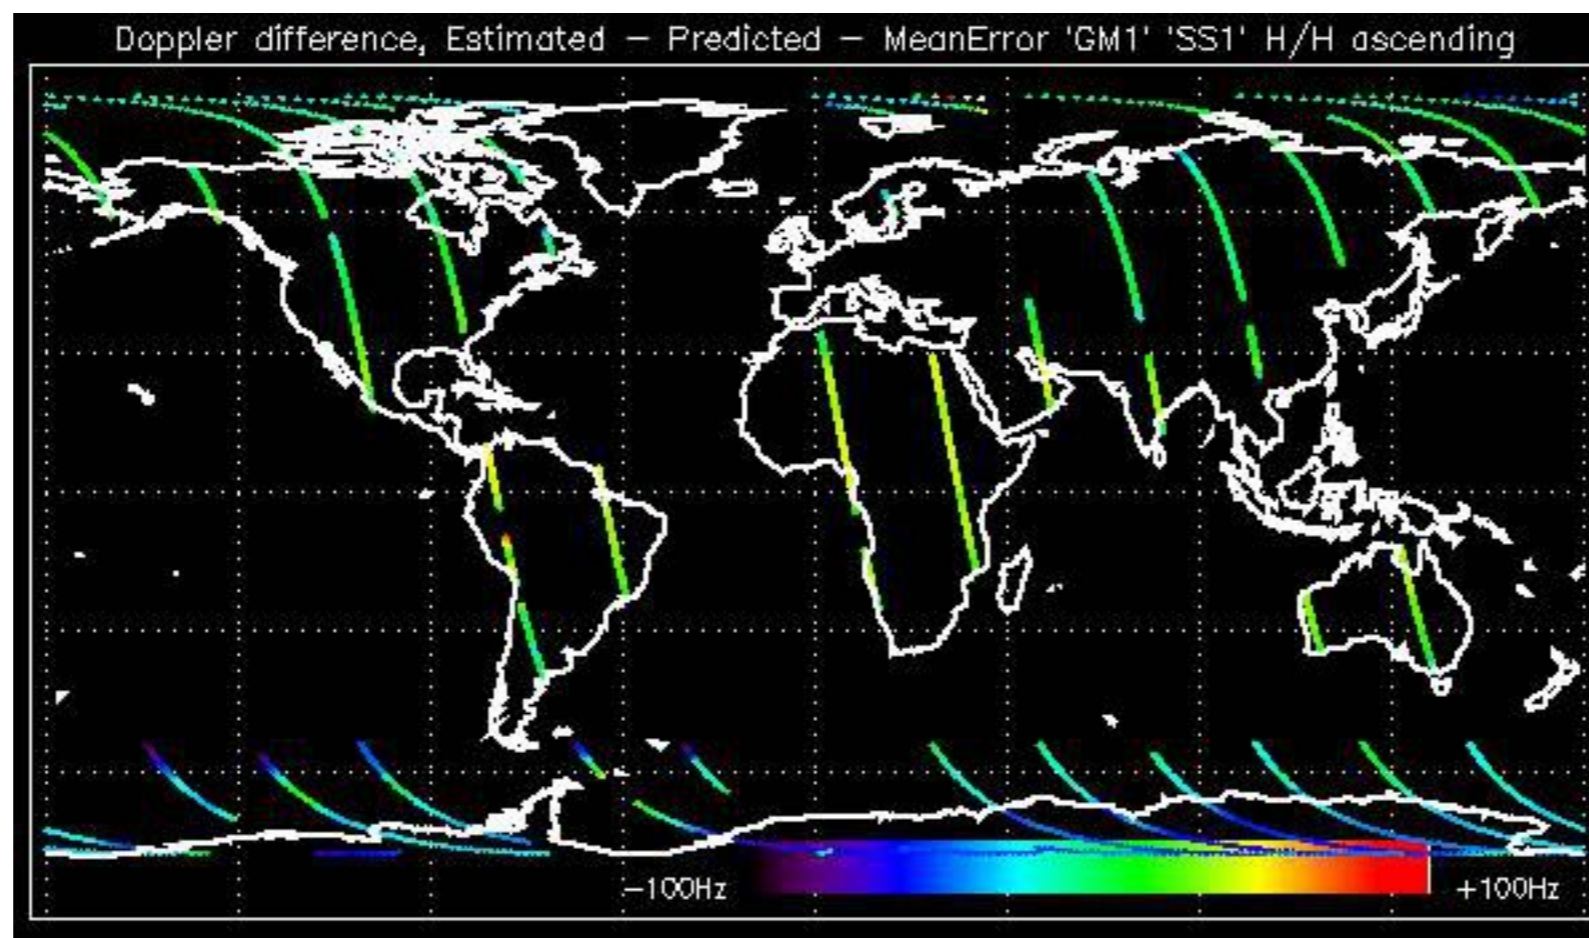 Doppler difference, Estimated – Predicted – MeanError 'GM1' 'SS1' H/H ascending
–100Hz +100Hz